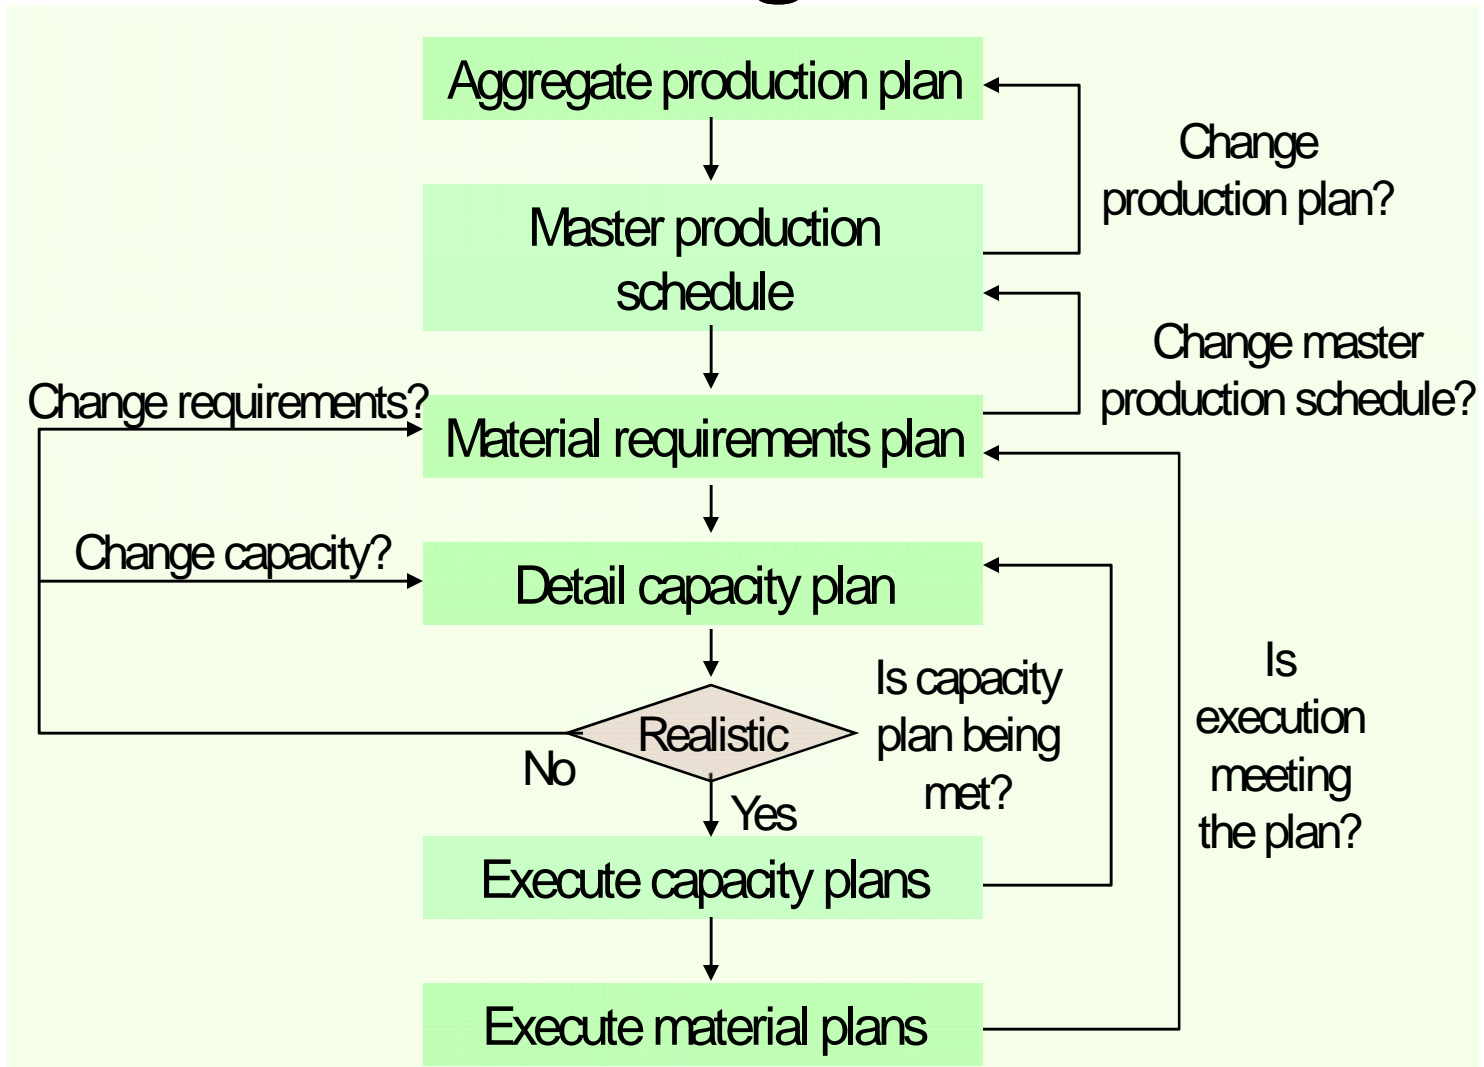 Aggregate production plan
Change
production plan?
Master production
schedule
Change master
production schedule?
Change requirements?
Material requirements plan
Change capacity?
Detail capacity plan
Is capacity
plan being
met?
Is
execution
meeting
the plan?
Realistic
No
Yes
Execute capacity plans
Execute material plans